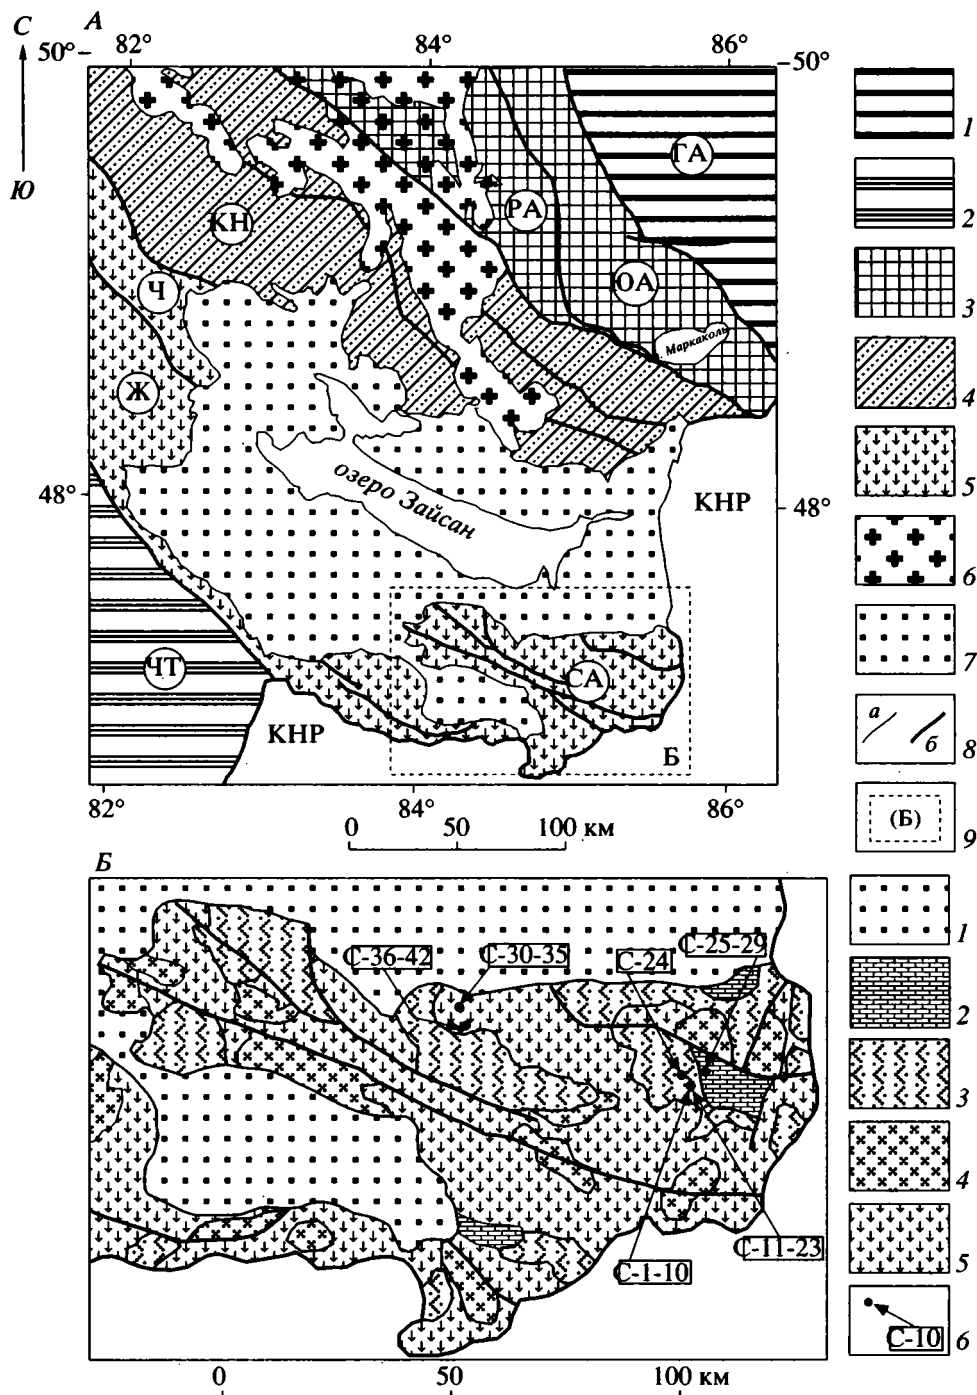 С
Ю
А
82°
84°
86°
50°
50°
ГА
РА
КН
ЮА
Ч
Маркаколь
Ж
озеро Зайсан
48°
КНР
48°
ЧТ
СА
КНР
Б
82°
84°
86°
0 50 100 км
1
2
3
4
5
6
7
а б 8
(Б) 9
Б
С-25-29
С-36-42
С-30-35
С-24
С-11-23
С-1-10
0 50 100 км
1
2
3
4
5
С-10 6